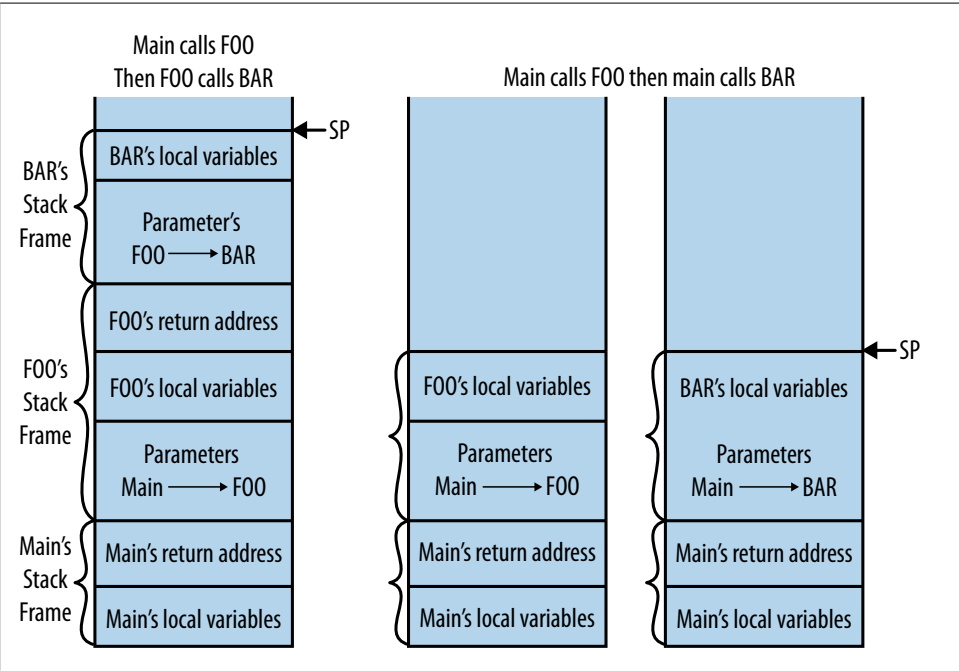 Main calls FOO
Then FOO calls BAR
SP
BAR's local variables
Parameter's
FOO → BAR
FOO's return address
FOO's local variables
Parameters
Main → FOO
Main's return address
Main's local variables
BAR's
Stack
Frame
FOO's
Stack
Frame
Main's
Stack
Frame
Main calls FOO then main calls BAR
FOO's local variables
Parameters
Main → FOO
Main's return address
Main's local variables
SP
BAR's local variables
Parameters
Main → BAR
Main's return address
Main's local variables